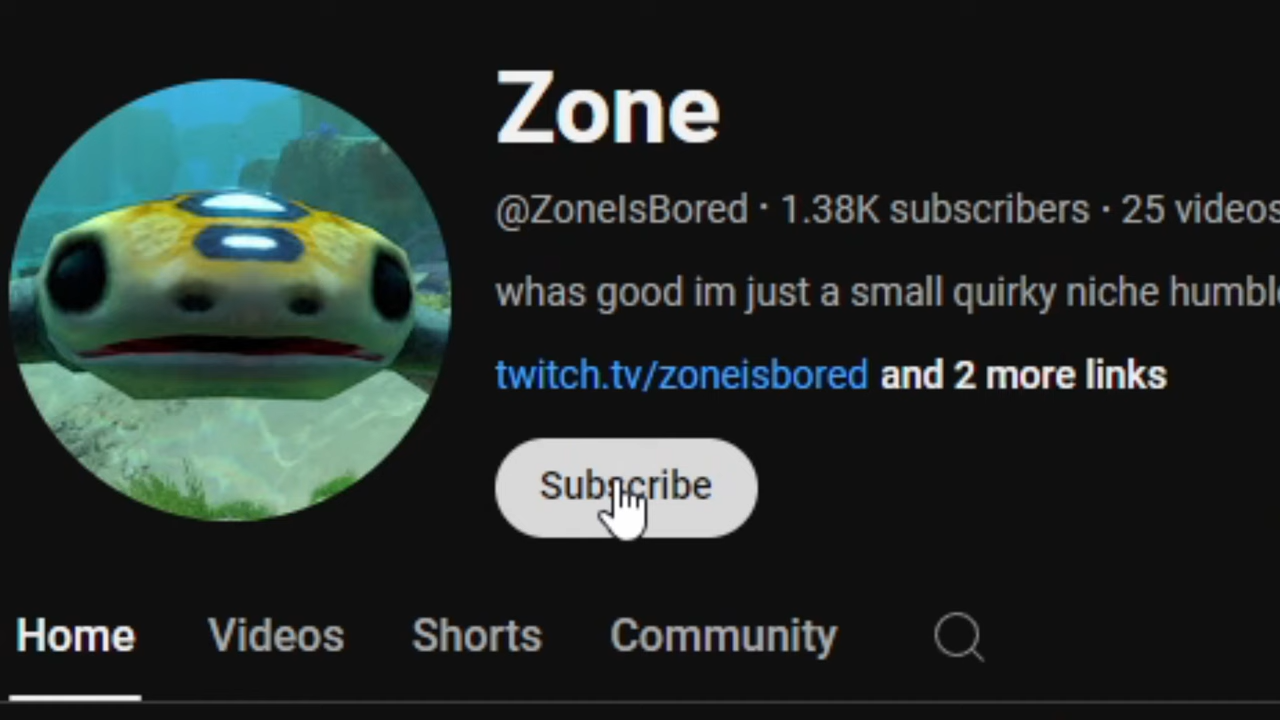 Zone
@ZoneIsBored · 1.38K subscribers · 25 videos
whas good im just a small quirky niche
twitch.tv/zoneisbored and 2 more links
Subscribe
Home Videos Shorts Community